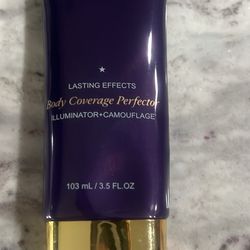 LASTING EFFECTS
Body Coverage Perfector
ILLUMINATOR+CAMOUFLAGE
103 mL / 3.5 FL.OZ